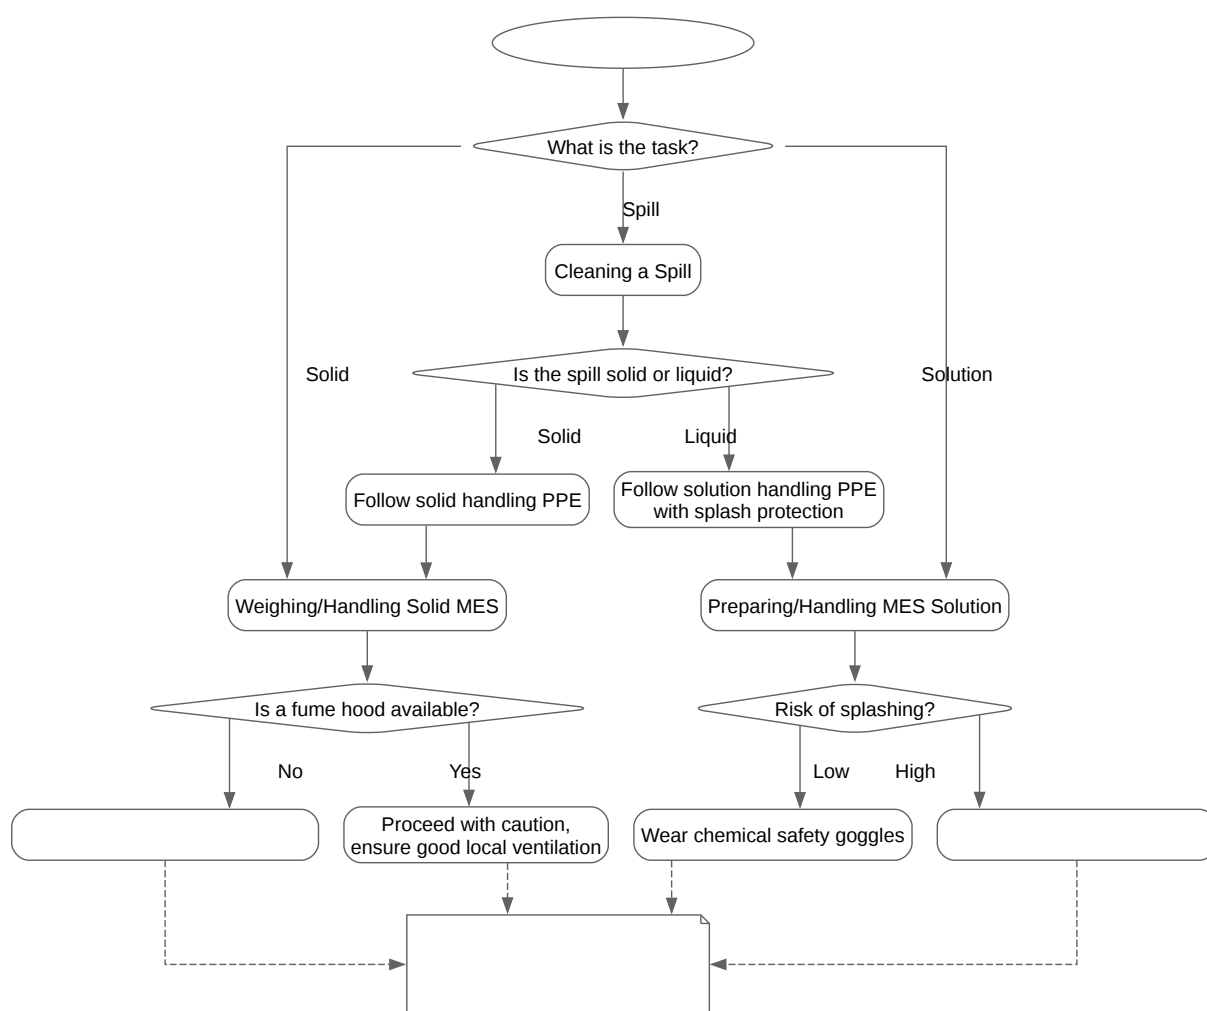 What is the task?
Spill
Cleaning a Spill
Solid
Is the spill solid or liquid?
Solution
Solid
Liquid
Follow solid handling PPE
Follow solution handling PPE
with splash protection
Weighing/Handling Solid MES
Preparing/Handling MES Solution
Is a fume hood available?
Risk of splashing?
No
Yes
Low
High
Proceed with caution,
ensure good local ventilation
Wear chemical safety goggles